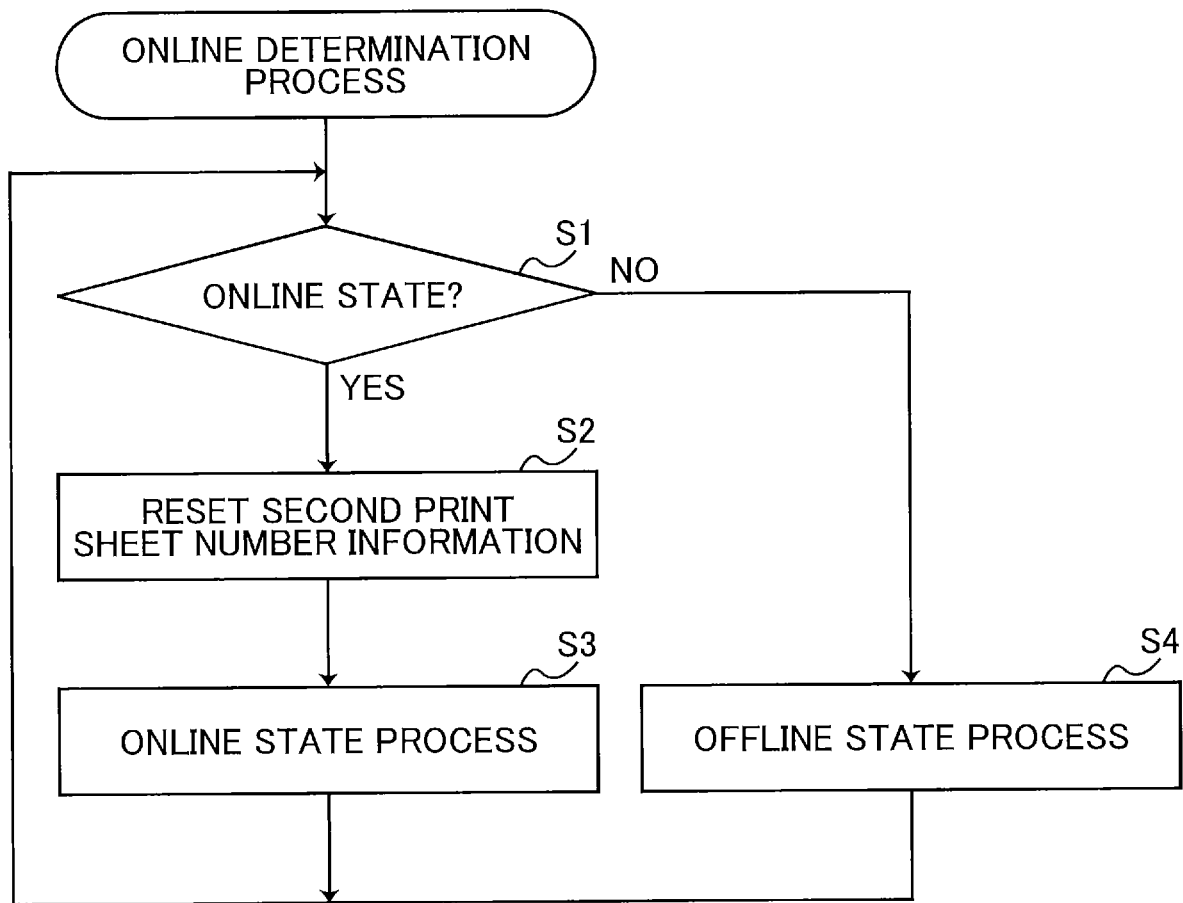 ONLINE DETERMINATION
PROCESS
S1
ONLINE STATE?
NO
YES
S2
RESET SECOND PRINT
SHEET NUMBER INFORMATION
S3
ONLINE STATE PROCESS
S4
OFFLINE STATE PROCESS